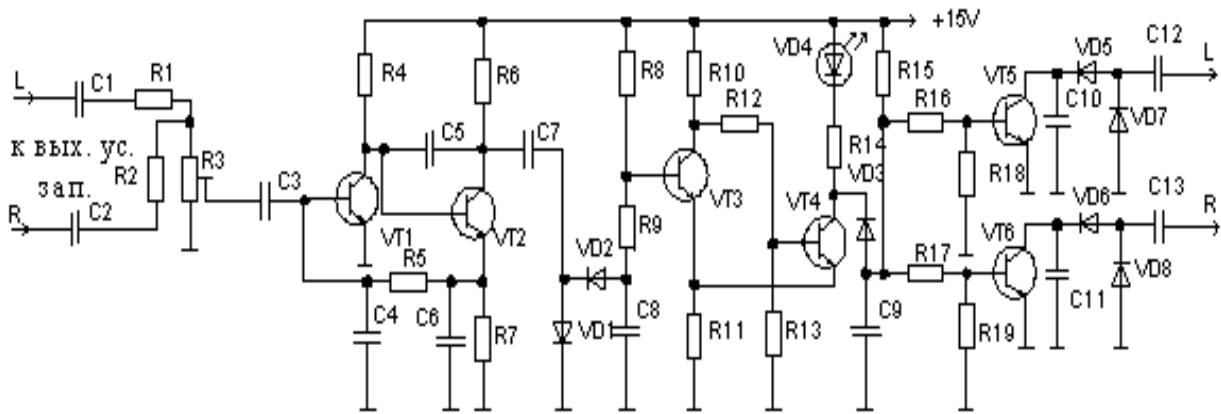 +15V
L
C1
R1
R4
R6
R8
R10
VD4
R15
R16
VT5
VD5
C12
L
C10
VD7
к вых. ус.
зап.
R2
R3
C3
C5
C7
R12
R14
VD3
R18
R
C2
VT1
VT2
VD2
R9
VT3
VT4
R17
VT6
VD6
C13
R
R5
C4
C6
R7
VD1
C8
R11
R13
C9
R19
C11
VD8